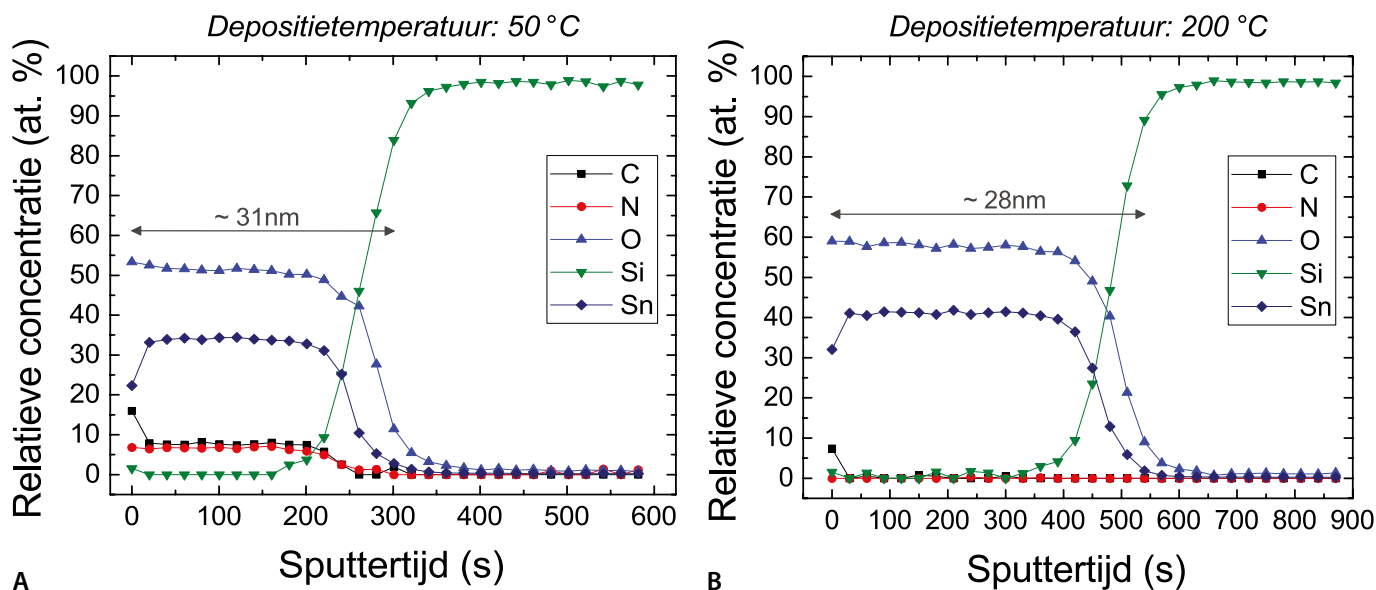 Depositietemperatuur: 50 °C
Relatieve concentratie (at. %)
100
90
80
70
60
50
40
30
20
10
0
~ 31nm
C
N
O
Si
Sn
0 100 200 300 400 500 600
Sputtertijd (s)
A
Depositietemperatuur: 200 °C
Relatieve concentratie (at. %)
100
90
80
70
60
50
40
30
20
10
0
~ 28nm
C
N
O
Si
Sn
0 100 200 300 400 500 600 700 800 900
Sputtertijd (s)
B